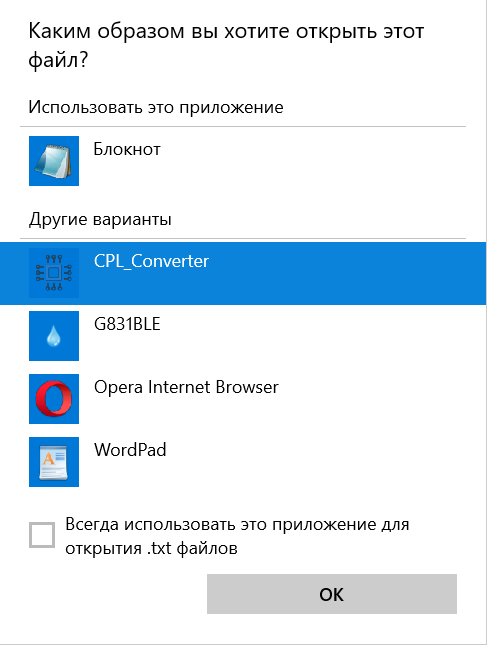 Каким образом вы хотите открыть этот
файл?
Использовать это приложение
Блокнот
Другие варианты
CPL_Converter
G831BLE
Opera Internet Browser
WordPad
Всегда использовать это приложение для
открытия .txt файлов
ОК